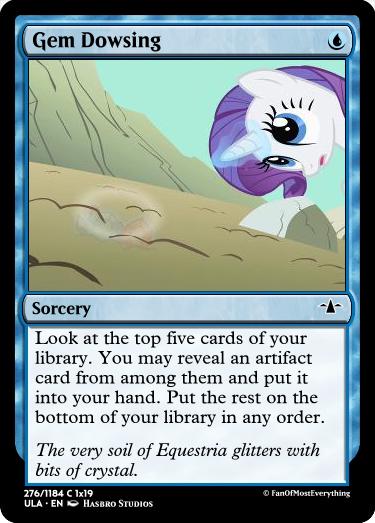 Gem Dowsing
Sorcery
Look at the top five cards of your
library. You may reveal an artifact
card from among them and put it
into your hand. Put the rest on the
bottom of your library in any order.
The very soil of Equestria glitters with
bits of crystal.
276/1184 C 1x19
ULA • EN Hasbro Studios
© FanOfMostEverything